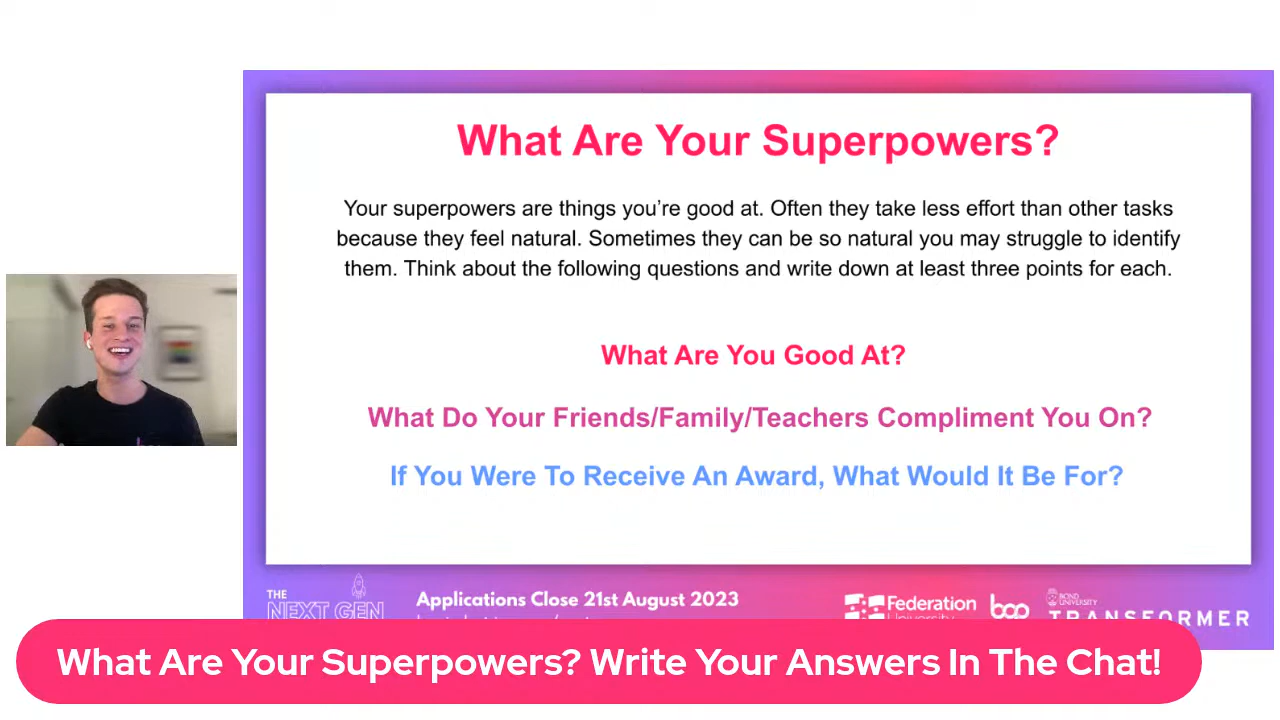 What Are Your Superpowers?
Your superpowers are things you’re good at. Often they take less effort than other tasks
because they feel natural. Sometimes they can be so natural you may struggle to identify
them. Think about the following questions and write down at least three points for each.
What Are You Good At?
What Do Your Friends/Family/Teachers Compliment You On?
If You Were To Receive An Award, What Would It Be For?
THE
NEXT GEN
Applications Close 21st August 2023
Federation
University
bop
BOND
UNIVERSITY
TRANSFORMER
What Are Your Superpowers? Write Your Answers In The Chat!